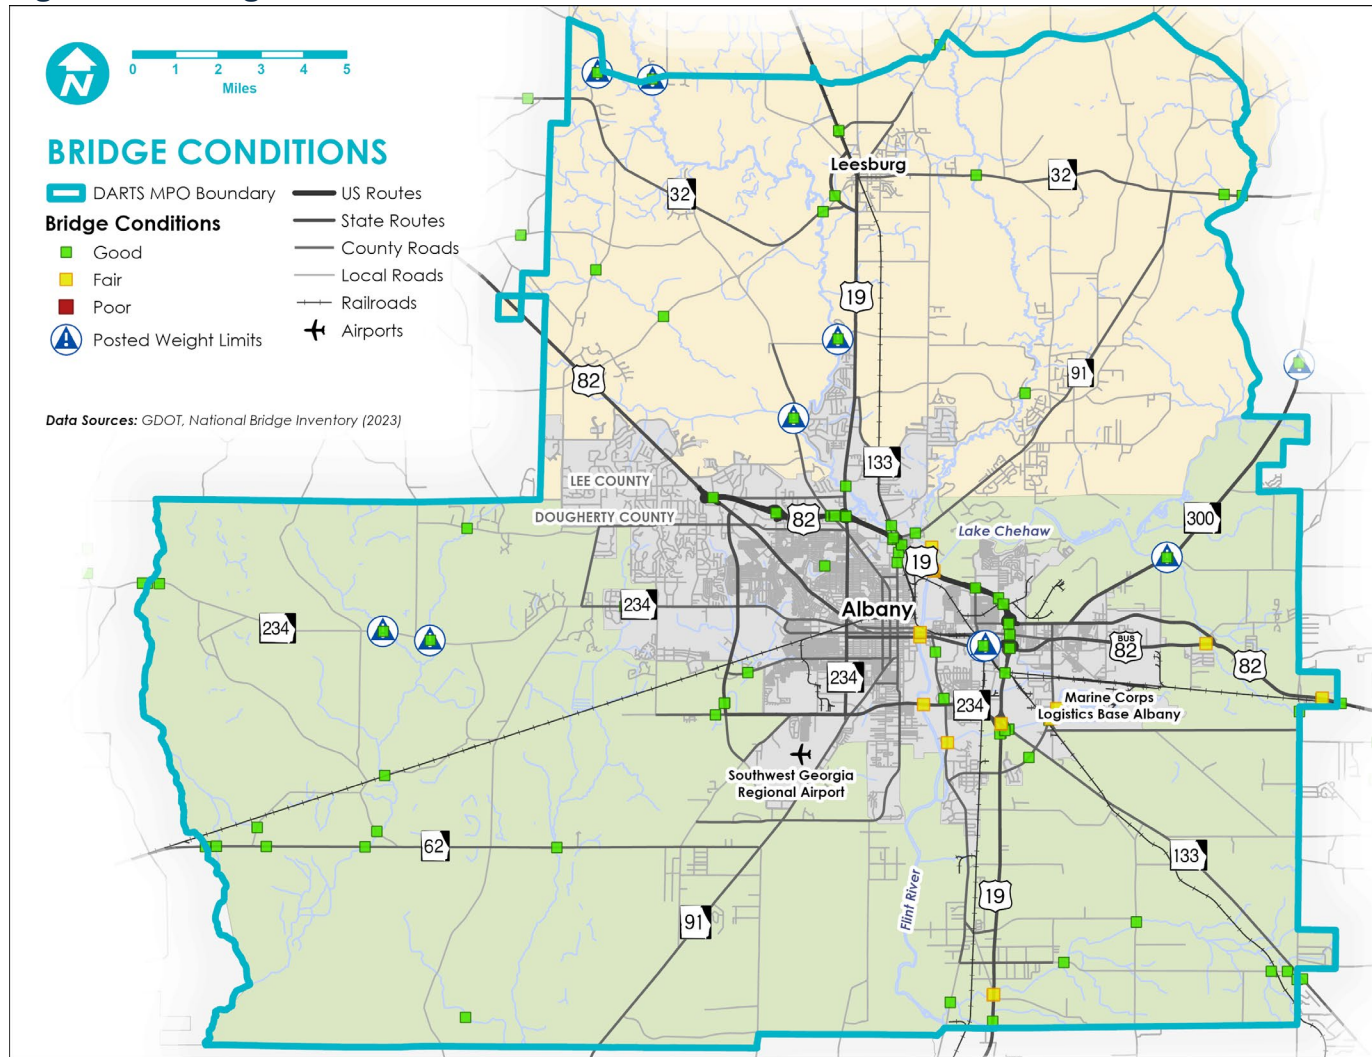 N
0 1 2 3 4 5
Miles
BRIDGE CONDITIONS
DARTS MPO Boundary
Bridge Conditions
Good
Fair
Poor
Posted Weight Limits
US Routes
State Routes
County Roads
Local Roads
Railroads
Airports
Data Sources: GDOT, National Bridge Inventory (2023)
Leesburg
32
32
19
82
91
133
LEE COUNTY
DOUGHERTY COUNTY
82
Lake Chehaw
300
19
234
234
Albany
BUS
82
82
234
234
Marine Corps
Logistics Base Albany
Southwest Georgia
Regional Airport
62
133
91
19
Flint River